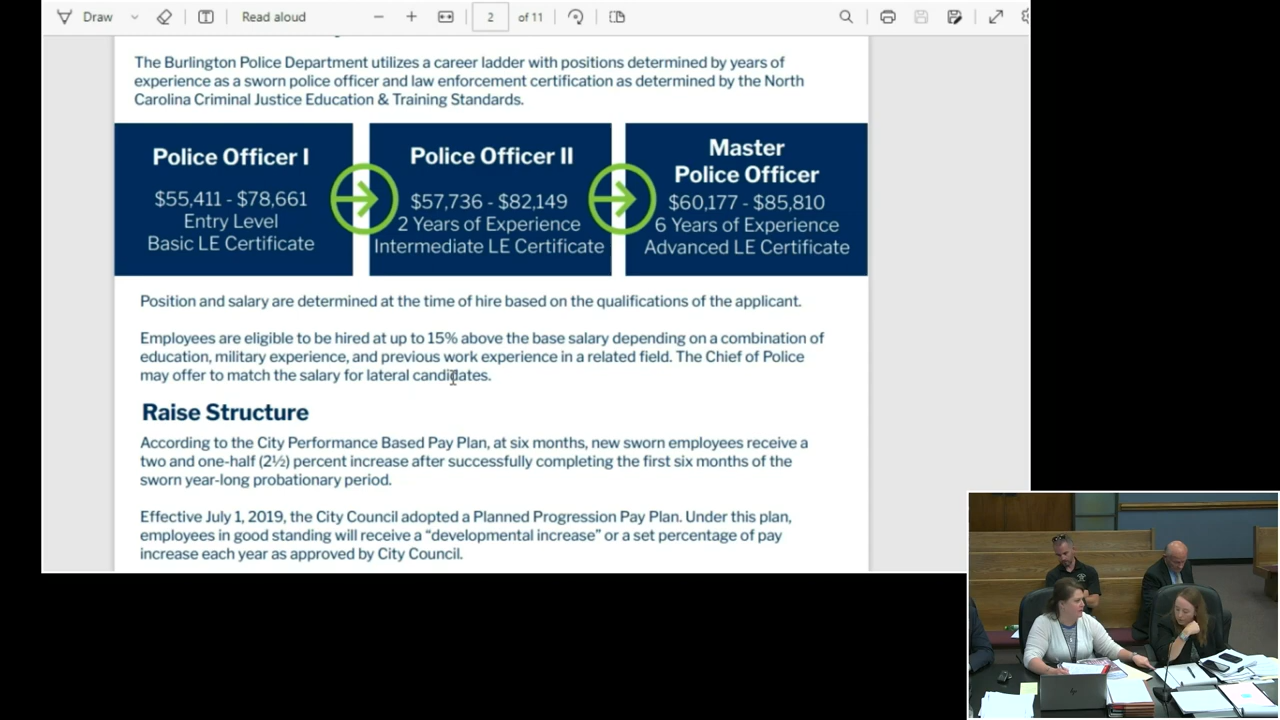 Draw
Read aloud
2
of 11
The Burlington Police Department utilizes a career ladder with positions determined by years of
experience as a sworn police officer and law enforcement certification as determined by the North
Carolina Criminal Justice Education & Training Standards.
Police Officer I
$55,411 - $78,661
Entry Level
Basic LE Certificate
Police Officer II
$57,736 - $82,149
2 Years of Experience
Intermediate LE Certificate
Master
Police Officer
$60,177 - $85,810
6 Years of Experience
Advanced LE Certificate
Position and salary are determined at the time of hire based on the qualifications of the applicant.
Employees are eligible to be hired at up to 15% above the base salary depending on a combination of
education, military experience, and previous work experience in a related field. The Chief of Police
may offer to match the salary for lateral candidates.
Raise Structure
According to the City Performance Based Pay Plan, at six months, new sworn employees receive a
two and one-half (2½) percent increase after successfully completing the first six months of the
sworn year-long probationary period.
Effective July 1, 2019, the City Council adopted a Planned Progression Pay Plan. Under this plan,
employees in good standing will receive a “developmental increase” or a set percentage of pay
increase each year as approved by City Council.